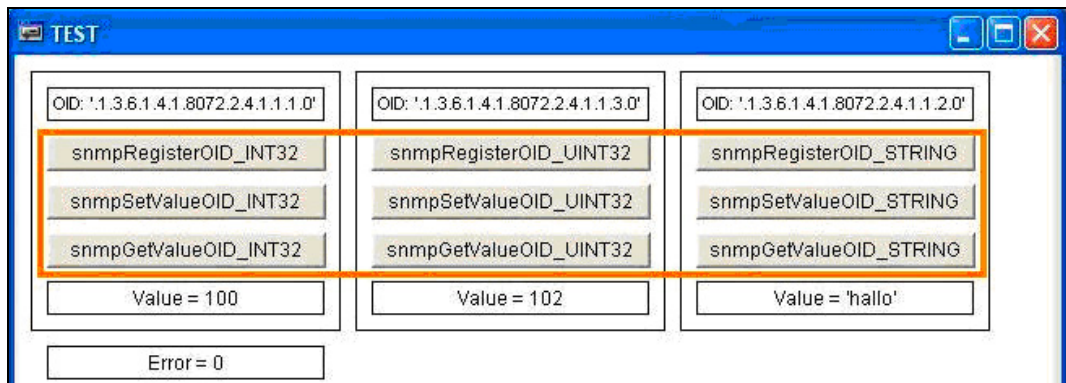 TEST
OID: '.1.3.6.1.4.1.8072.2.4.1.1.1.0'
snmpRegisterOID_INT32
snmpSetValueOID_INT32
snmpGetValueOID_INT32
Value = 100
OID: '.1.3.6.1.4.1.8072.2.4.1.1.3.0'
snmpRegisterOID_UINT32
snmpSetValueOID_UINT32
snmpGetValueOID_UINT32
Value = 102
OID: '.1.3.6.1.4.1.8072.2.4.1.1.2.0'
snmpRegisterOID_STRING
snmpSetValueOID_STRING
snmpGetValueOID_STRING
Value = 'hallo'
Error = 0